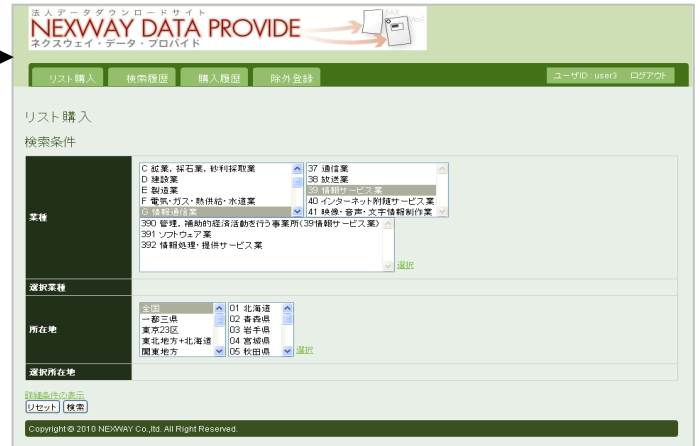 法人データダウンロードサイト
NEXWAY DATA PROVIDE
ネクスウェイ・データ・プロバイド
FAX
Mail
リスト購入 検索履歴 購入履歴 除外登録 ユーザID : user3 ログアウト
リスト購入
検索条件
業種
C 鉱業，採石業，砂利採取業
D 建設業
E 製造業
F 電気・ガス・熱供給・水道業
G 情報通信業
37 通信業
38 放送業
39 情報サービス業
40 インターネット附随サービス業
41 映像・音声・文字情報制作業
390 管理，補助的経済活動を行う事業所(39情報サービス業)
391 ソフトウェア業
392 情報処理・提供サービス業
選択
選択業種
所在地
全国
一都三県
東京23区
東北地方+北海道
関東地方
01 北海道
02 青森県
03 岩手県
04 宮城県
05 秋田県
選択
選択所在地
詳細条件の表示
リセット 検索
Copyright© 2010 NEXWAY Co.,ltd. All Right Reserved.